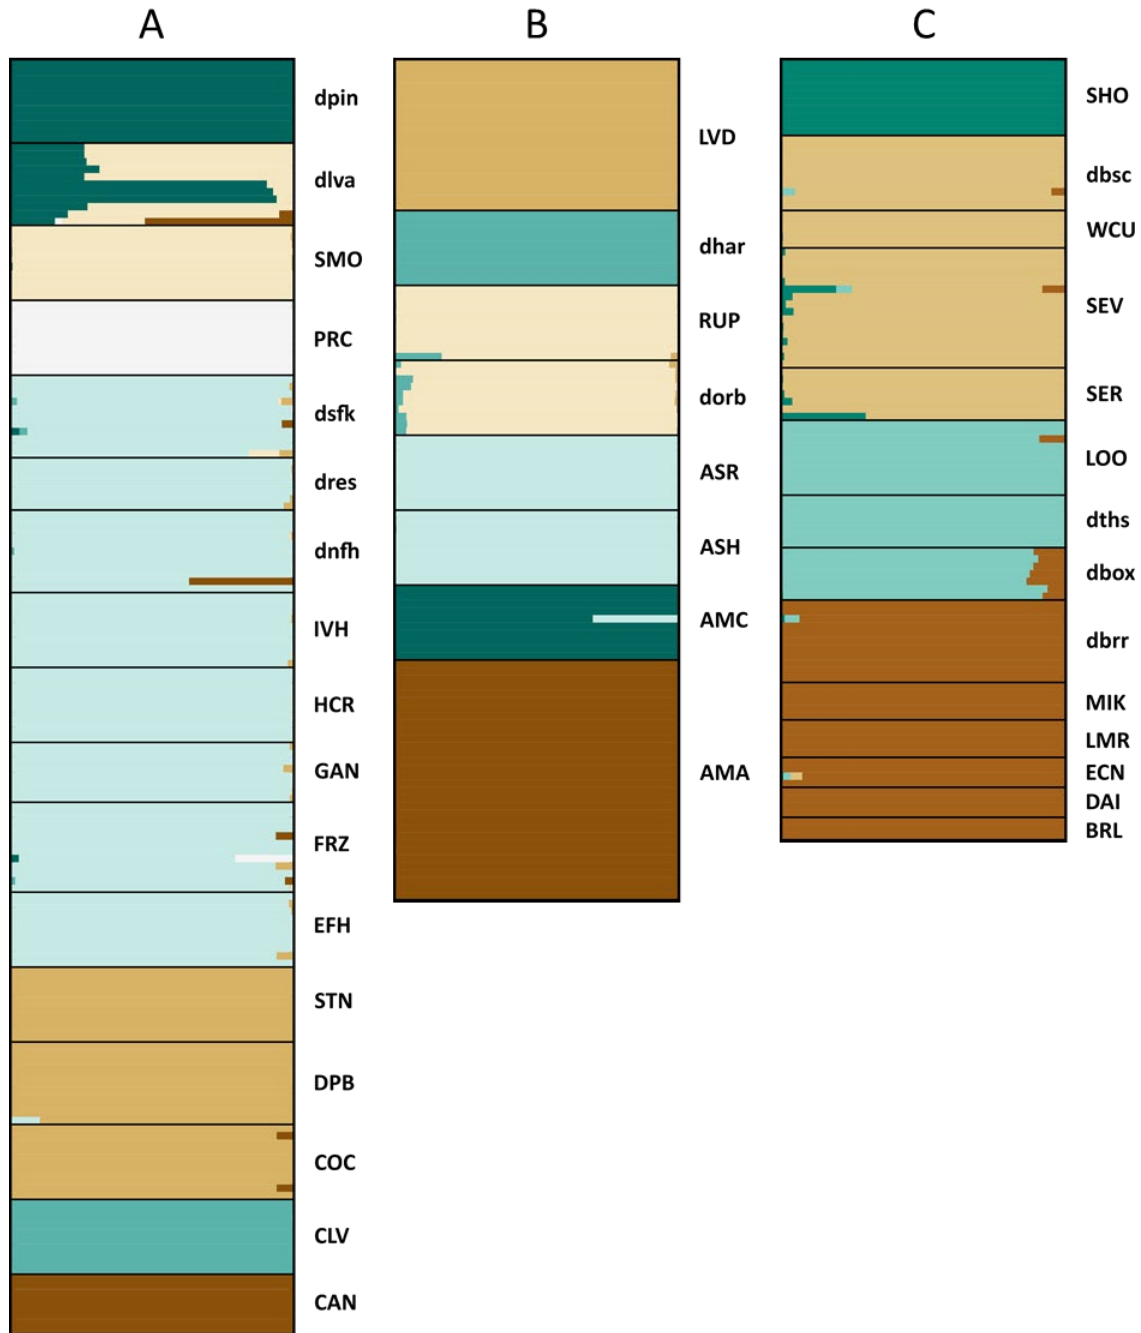 A
B
C
dpin
dlva
SMO
PRC
dsfk
dres
dnfh
IVH
HCR
GAN
FRZ
EFH
STN
DPB
COC
CLV
CAN
LVD
dhar
RUP
dorb
ASR
ASH
AMC
AMA
SHO
dbsc
WCU
SEV
SER
LOO
dths
dbox
dbrr
MIK
LMR
ECN
DAI
BRL